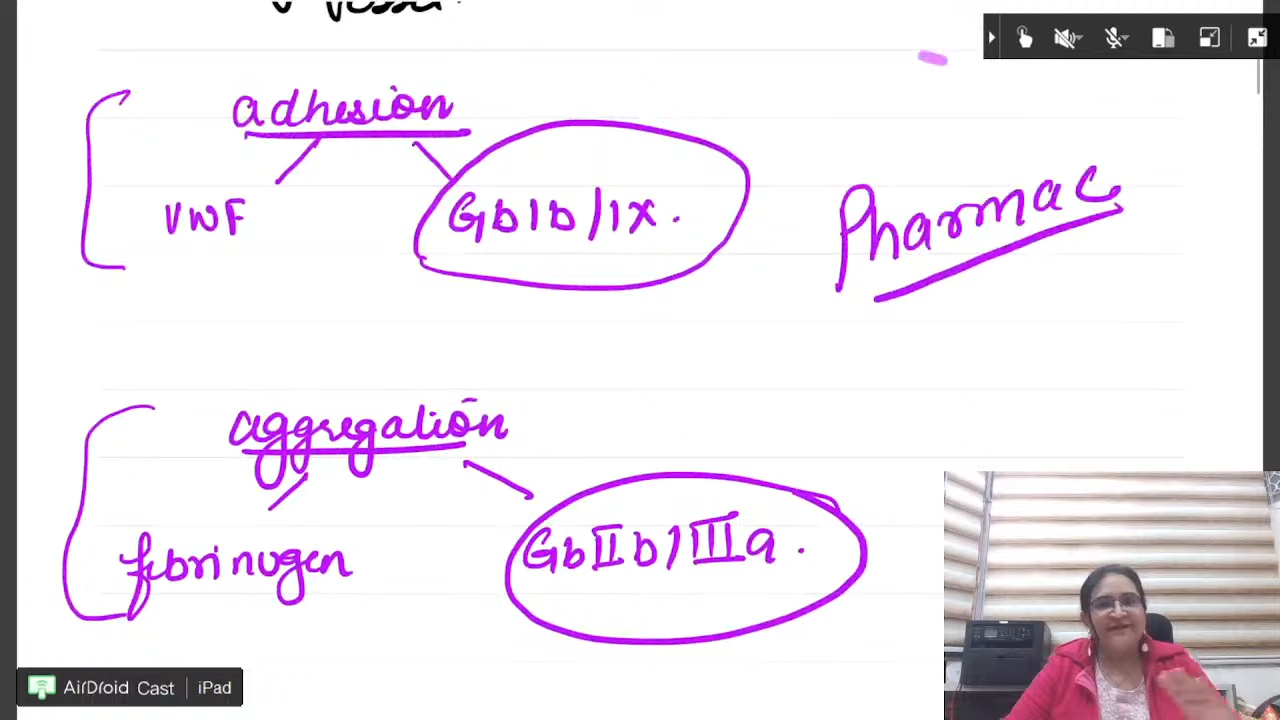 adhesion
VWF GbIb/IX.
Pharmac
aggregation
fibrinogen GbIIb/IIIa.
AirDroid Cast iPad